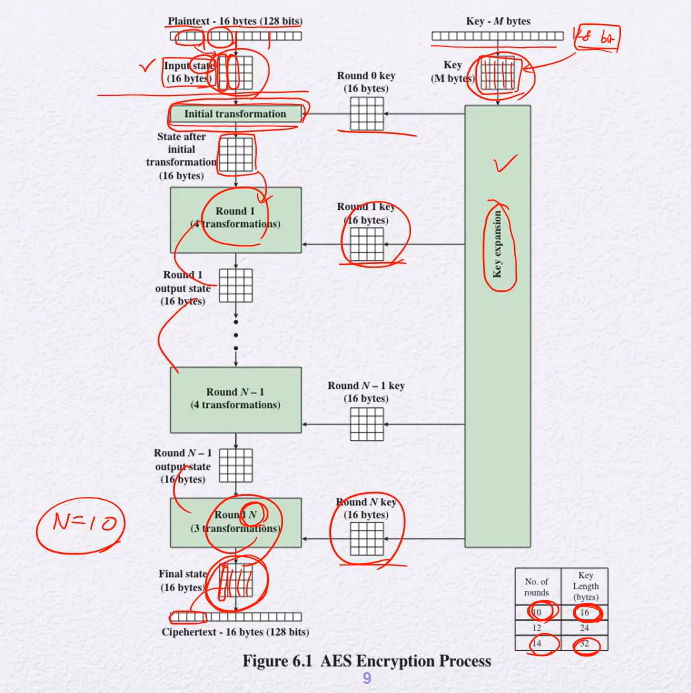 Plaintext - 16 bytes (128 bits)
Key - M bytes
Input state
(16 bytes)
Key
(M bytes)
Round 0 key
(16 bytes)
Initial transformation
State after
initial
transformation
(16 bytes)
Round 1
(4 transformations)
Round 1 key
(16 bytes)
Key expansion
Round 1
output state
(16 bytes)
Round N – 1
(4 transformations)
Round N – 1 key
(16 bytes)
Round N – 1
output state
(16 bytes)
N=10
Round N
(3 transformations)
Round N key
(16 bytes)
Final state
(16 bytes)
No. of
rounds
Key
Length
(bytes)
10 16
12 24
14 32
Cipehertext - 16 bytes (128 bits)
Figure 6.1 AES Encryption Process
9